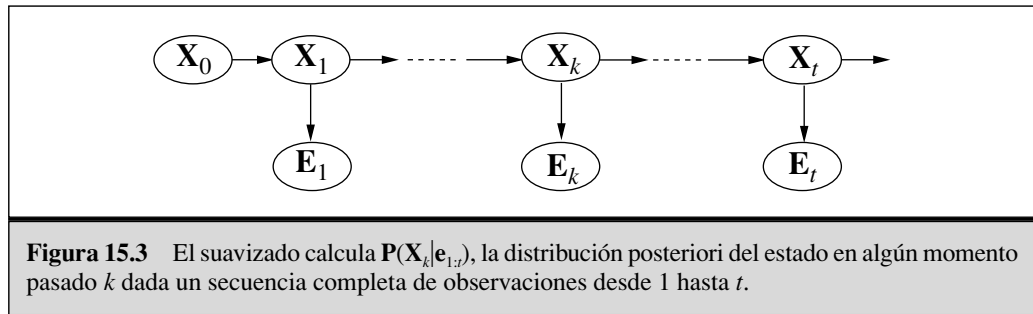 X0 X1 Xk Xt
E1 Ek Et
Figura 15.3 El suavizado calcula P(Xk|e1:t), la distribución posteriori del estado en algún momento
pasado k dada un secuencia completa de observaciones desde 1 hasta t.